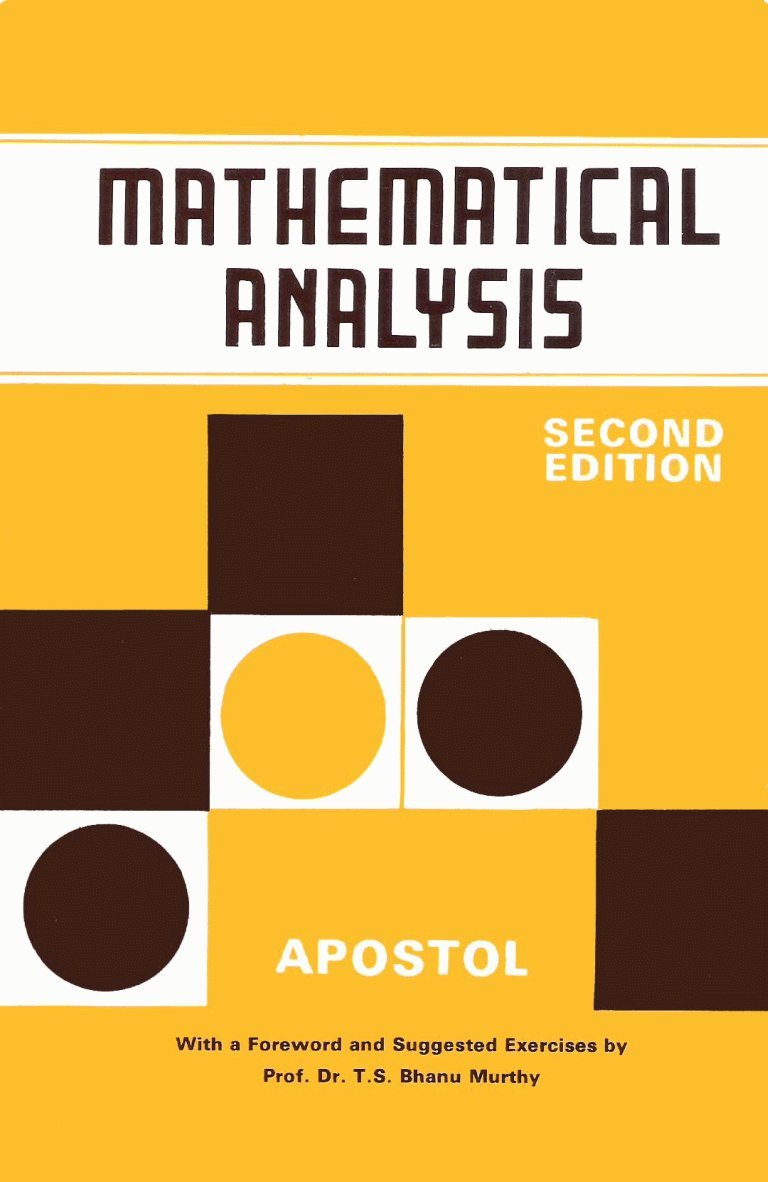 MATHEMATICAL
ANALYSIS
SECOND
EDITION
APOSTOL
With a Foreword and Suggested Exercises by
Prof. Dr. T.S. Bhanu Murthy